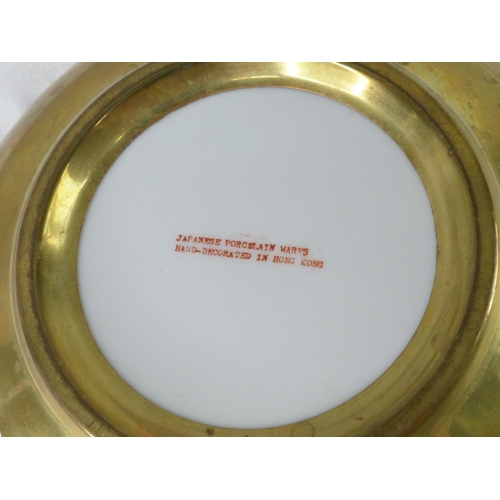 JAPANESE PORCELAIN WARES
HAND-DECORATED IN HONG KONG